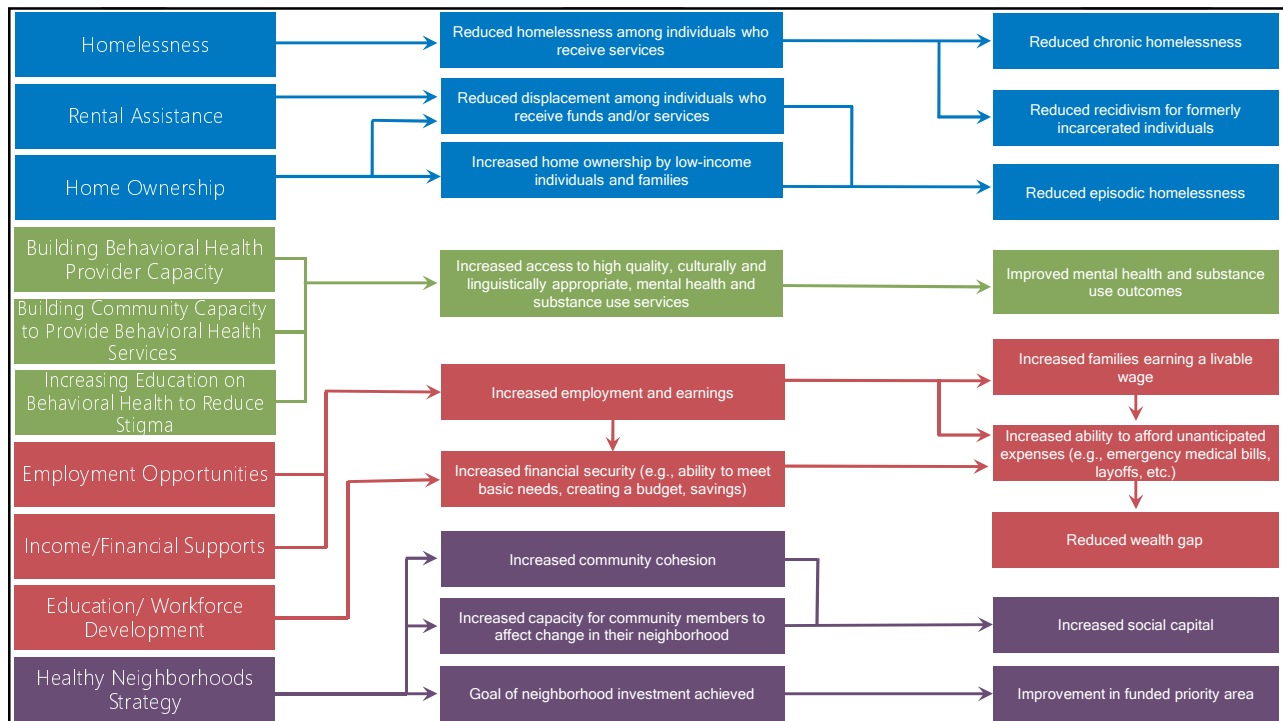 Homelessness
Reduced homelessness among individuals who
receive services
Reduced chronic homelessness
Rental Assistance
Reduced displacement among individuals who
receive funds and/or services
Reduced recidivism for formerly
incarcerated individuals
Home Ownership
Increased home ownership by low-income
individuals and families
Reduced episodic homelessness
Building Behavioral Health
Provider Capacity
Building Community Capacity
to Provide Behavioral Health
Services
Increasing Education on
Behavioral Health to Reduce
Stigma
Increased access to high quality, culturally and
linguistically appropriate, mental health and
substance use services
Improved mental health and substance
use outcomes
Employment Opportunities
Income/Financial Supports
Education/ Workforce
Development
Increased employment and earnings
Increased financial security (e.g., ability to meet
basic needs, creating a budget, savings)
Increased families earning a livable
wage
Increased ability to afford unanticipated
expenses (e.g., emergency medical bills,
layoffs, etc.)
Reduced wealth gap
Healthy Neighborhoods
Strategy
Increased community cohesion
Increased capacity for community members to
affect change in their neighborhood
Goal of neighborhood investment achieved
Increased social capital
Improvement in funded priority area